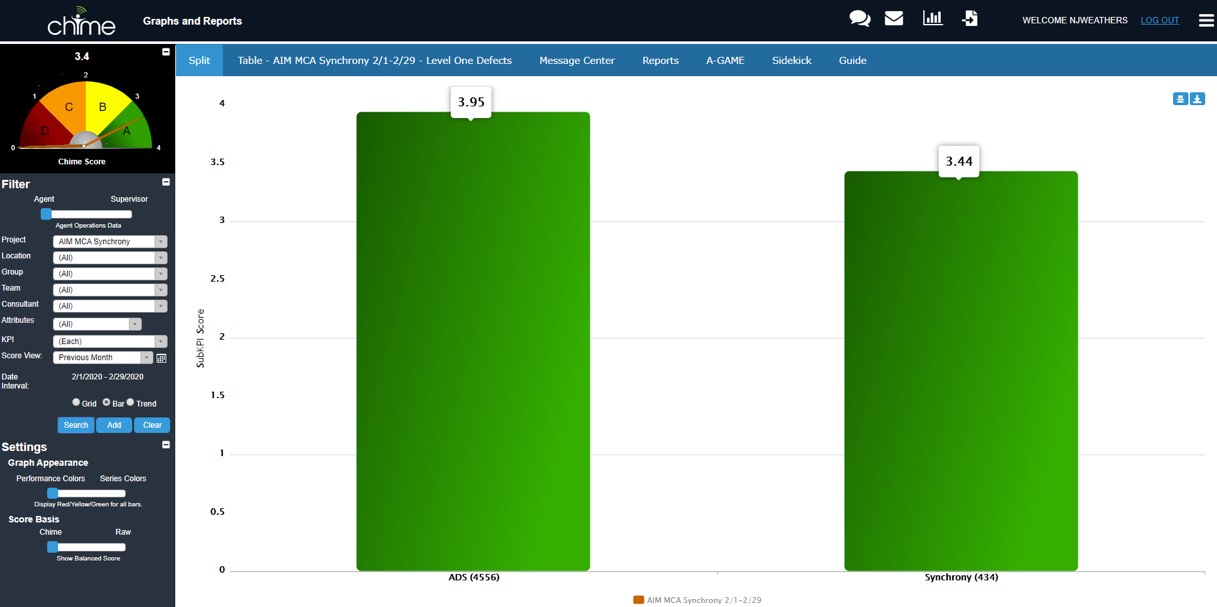 chime
Graphs and Reports
WELCOME NJWEATHERS
LOG OUT
3.4
2
1
3
C
B
D
A
0
4
Chime Score
Split
Table - AIM MCA Synchrony 2/1-2/29 - Level One Defects
Message Center
Reports
A-GAME
Sidekick
Guide
Filter
Agent
Supervisor
Agent Operations Data
Project
AIM MCA Synchrony
Location
(All)
Group
(All)
Team
(All)
Consultant
(All)
Attributes
(All)
KPI
(Each)
Score View:
Previous Month
Date
Interval:
2/1/2020 - 2/29/2020
Grid
Bar
Trend
Search
Add
Clear
Settings
Graph Appearance
Performance Colors
Series Colors
Display Red/Yellow/Green for all bars.
Score Basis
Chime
Raw
Show Balanced Score
SubKPI Score
4
3.5
3
2.5
2
1.5
1
0.5
0
3.95
3.44
ADS (4556)
Synchrony (434)
AIM MCA Synchrony 2/1-2/29